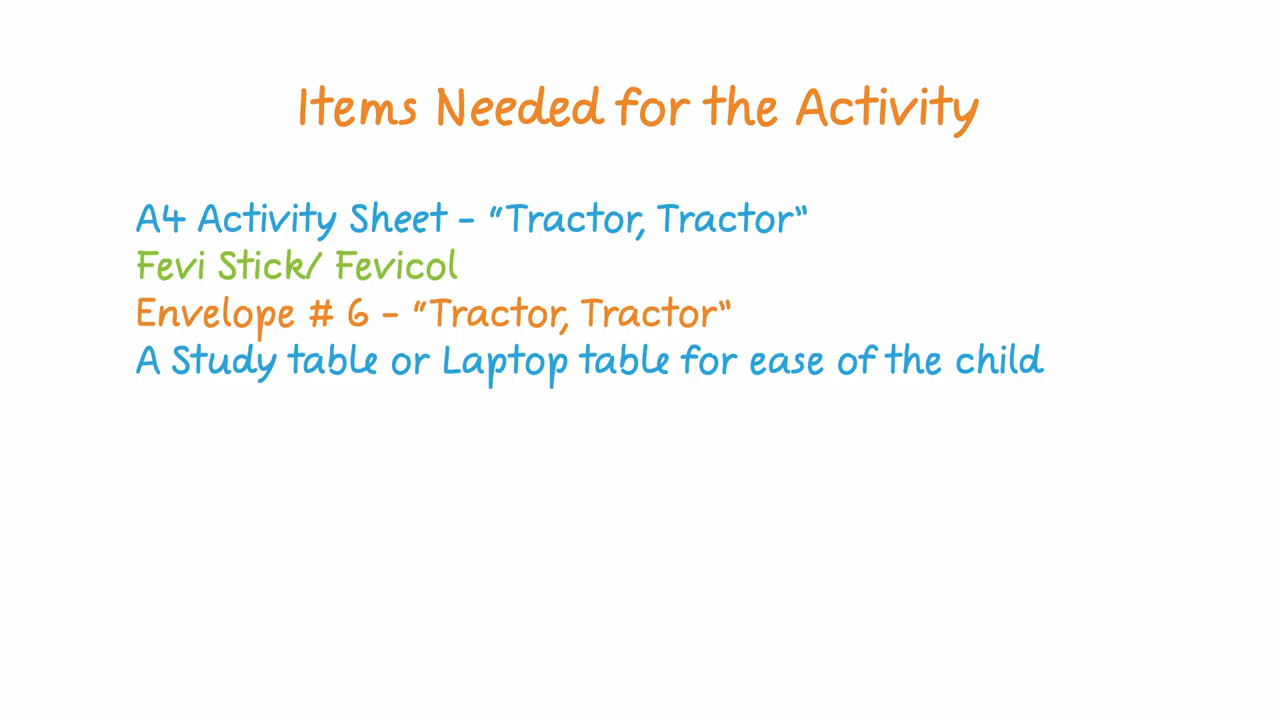 Items Needed for the Activity
A4 Activity Sheet - "Tractor, Tractor"
Fevi Stick/ Fevicol
Envelope # 6 - "Tractor, Tractor"
A Study table or Laptop table for ease of the child